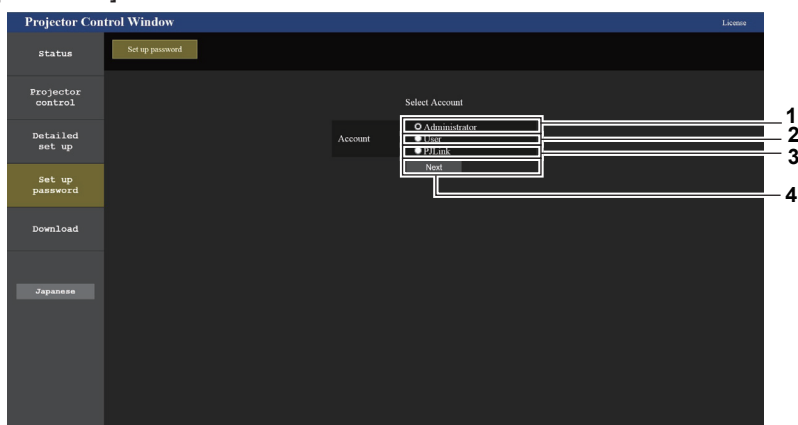 Projector Control Window
License
Status
Set up password
Projector
control
Detailed
set up
Set up
password
Download
Japanese
Select Account
Account
Administrator
User
PJLink
Next
1
2
3
4